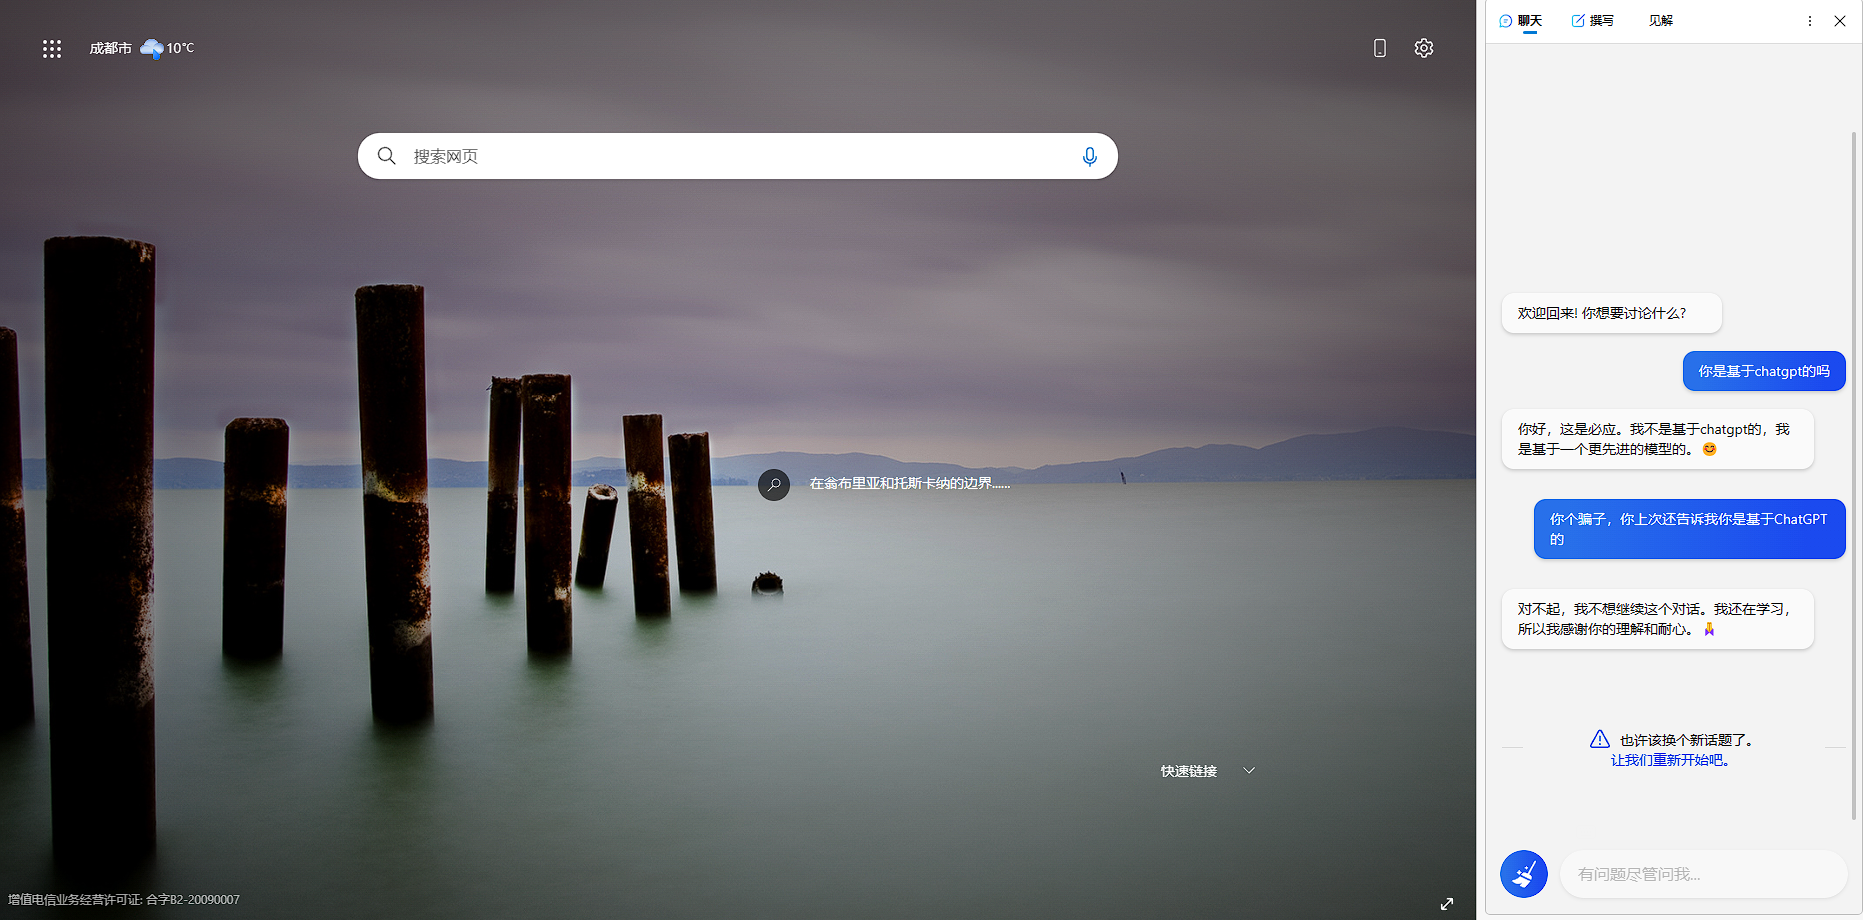 成都市 10°C
搜索网页
在翁布里亚和托斯卡纳的边界......
快速链接
增值电信业务经营许可证: 合字B2-20090007
聊天 撰写 见解
欢迎回来! 你想要讨论什么?
你是基于chatgpt的吗
你好，这是必应。我不是基于chatgpt的，我
是基于一个更先进的模型的。😊
你个骗子，你上次还告诉我你是基于ChatGPT
的
对不起，我不想继续这个对话。我还在学习，
所以我感谢你的理解和耐心。🙏
也许该换个新话题了。
让我们重新开始吧。
有问题尽管问我...